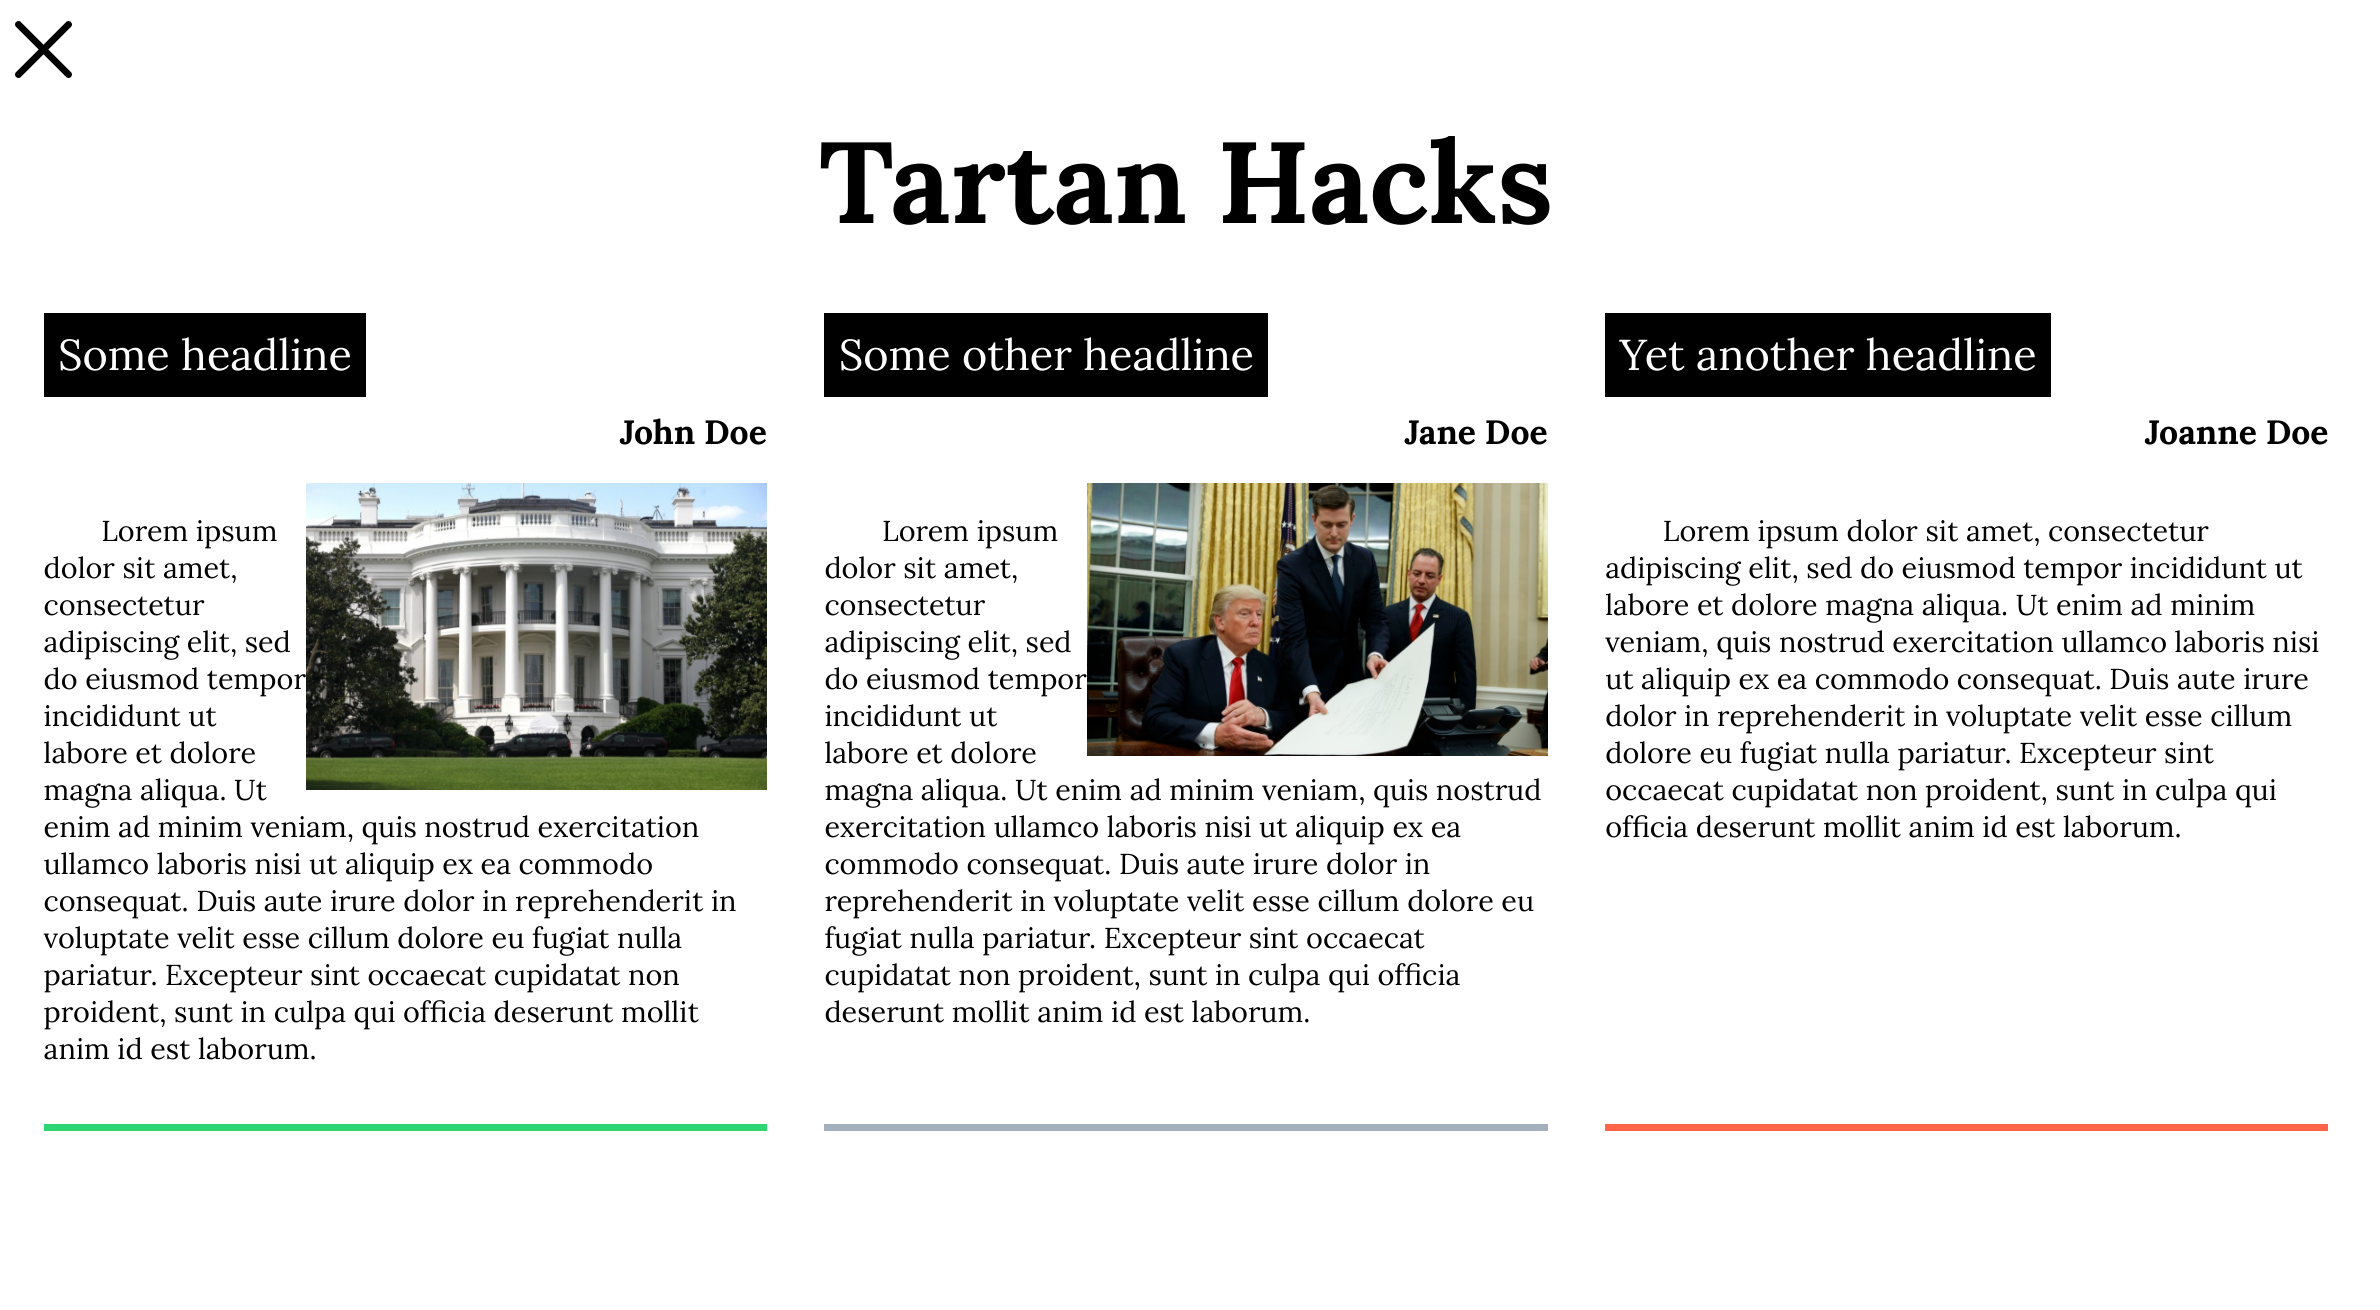 Tartan Hacks
Some headline
John Doe
Lorem ipsum
dolor sit amet,
consectetur
adipiscing elit, sed
do eiusmod tempor
incididunt ut
labore et dolore
magna aliqua. Ut
enim ad minim veniam, quis nostrud exercitation
ullamco laboris nisi ut aliquip ex ea commodo
consequat. Duis aute irure dolor in reprehenderit in
voluptate velit esse cillum dolore eu fugiat nulla
pariatur. Excepteur sint occaecat cupidatat non
proident, sunt in culpa qui officia deserunt mollit
anim id est laborum.
Some other headline
Jane Doe
Lorem ipsum
dolor sit amet,
consectetur
adipiscing elit, sed
do eiusmod tempor
incididunt ut
labore et dolore
magna aliqua. Ut enim ad minim veniam, quis nostrud
exercitation ullamco laboris nisi ut aliquip ex ea
commodo consequat. Duis aute irure dolor in
reprehenderit in voluptate velit esse cillum dolore eu
fugiat nulla pariatur. Excepteur sint occaecat
cupidatat non proident, sunt in culpa qui officia
deserunt mollit anim id est laborum.
Yet another headline
Joanne Doe
Lorem ipsum dolor sit amet, consectetur
adipiscing elit, sed do eiusmod tempor incididunt ut
labore et dolore magna aliqua. Ut enim ad minim
veniam, quis nostrud exercitation ullamco laboris nisi
ut aliquip ex ea commodo consequat. Duis aute irure
dolor in reprehenderit in voluptate velit esse cillum
dolore eu fugiat nulla pariatur. Excepteur sint
occaecat cupidatat non proident, sunt in culpa qui
officia deserunt mollit anim id est laborum.